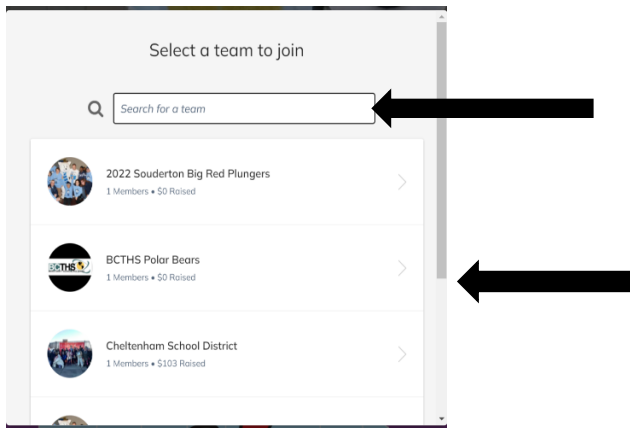 Select a team to join
Search for a team
2022 Souderton Big Red Plungers
1 Members • $0 Raised
BCTHS
BCTHS Polar Bears
1 Members • $0 Raised
Cheltenham School District
1 Members • $103 Raised